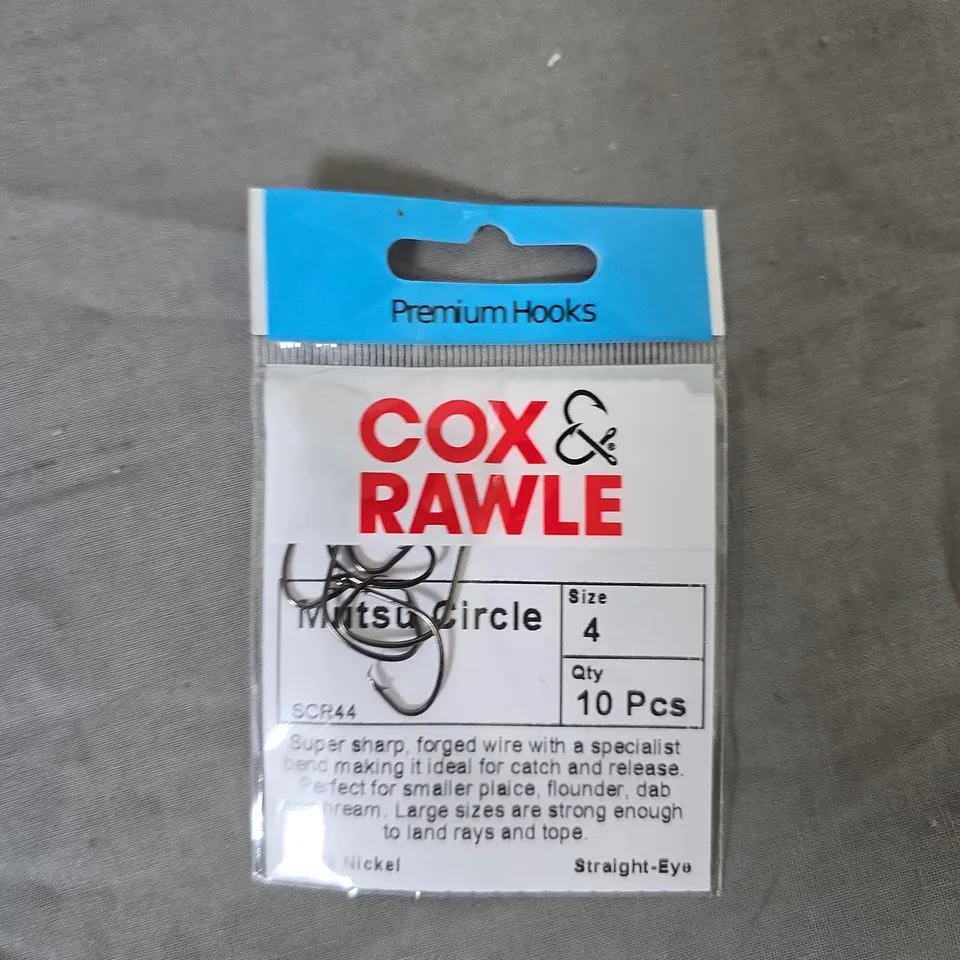 Premium Hooks
COX &
RAWLE
Mutsu Circle
Size
4
Qty
10 Pcs
SCR44
Super sharp, forged wire with a specialist
bend making it ideal for catch and release.
Perfect for smaller plaice, flounder, dab
bream. Large sizes are strong enough
to land rays and tope.
Nickel
Straight-Eye